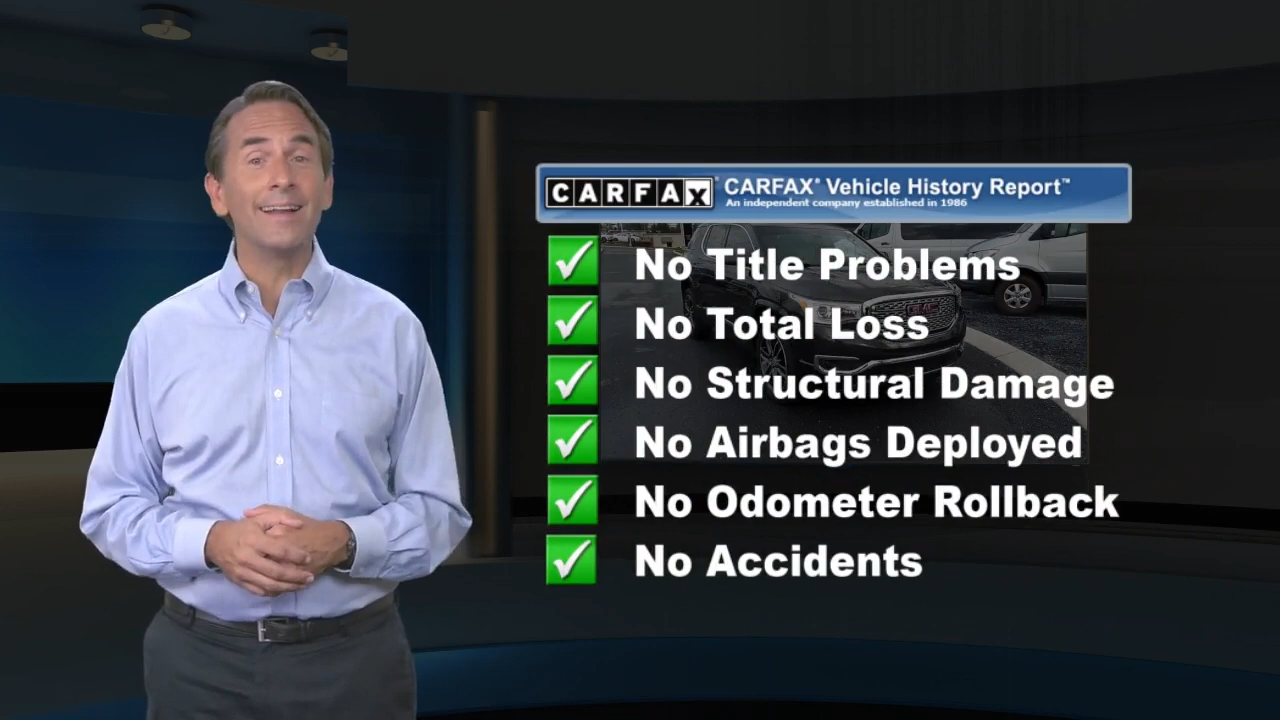 CARFAX® CARFAX® Vehicle History Report™
An independent company established in 1986
No Title Problems
No Total Loss
No Structural Damage
No Airbags Deployed
No Odometer Rollback
No Accidents
GMC